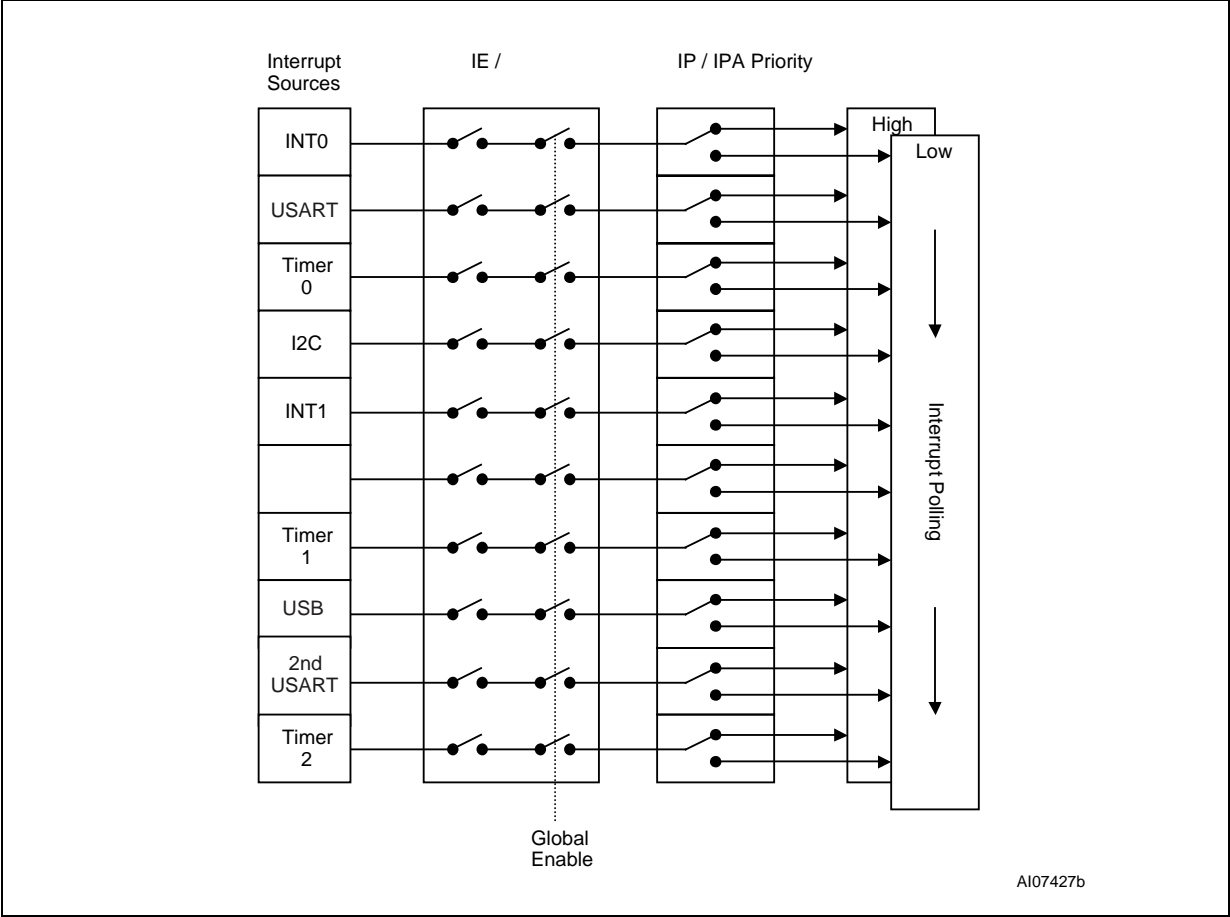 Interrupt
Sources
IE /
IP / IPA Priority
INT0
High
Low
USART
Timer
0
I2C
INT1
Interrupt Polling
Timer
1
USB
2nd
USART
Timer
2
Global
Enable
AI07427b